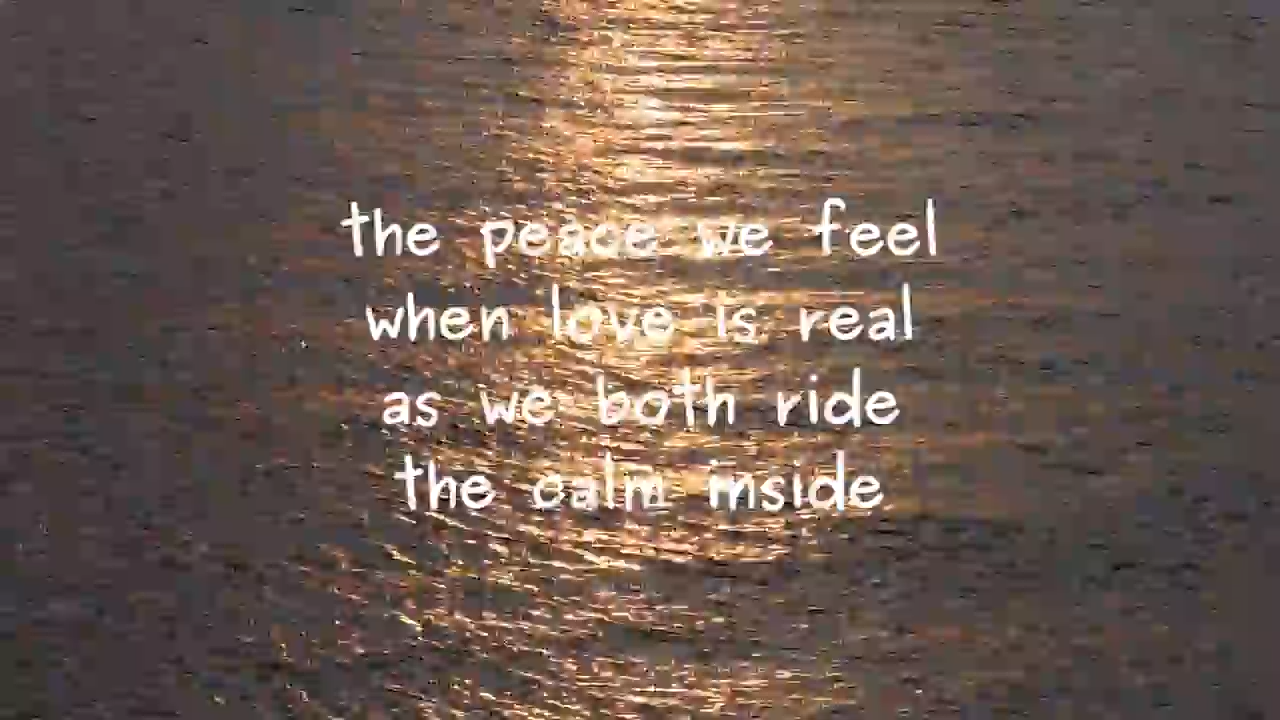 the peace we feel
when love is real
as we both ride
the calm inside